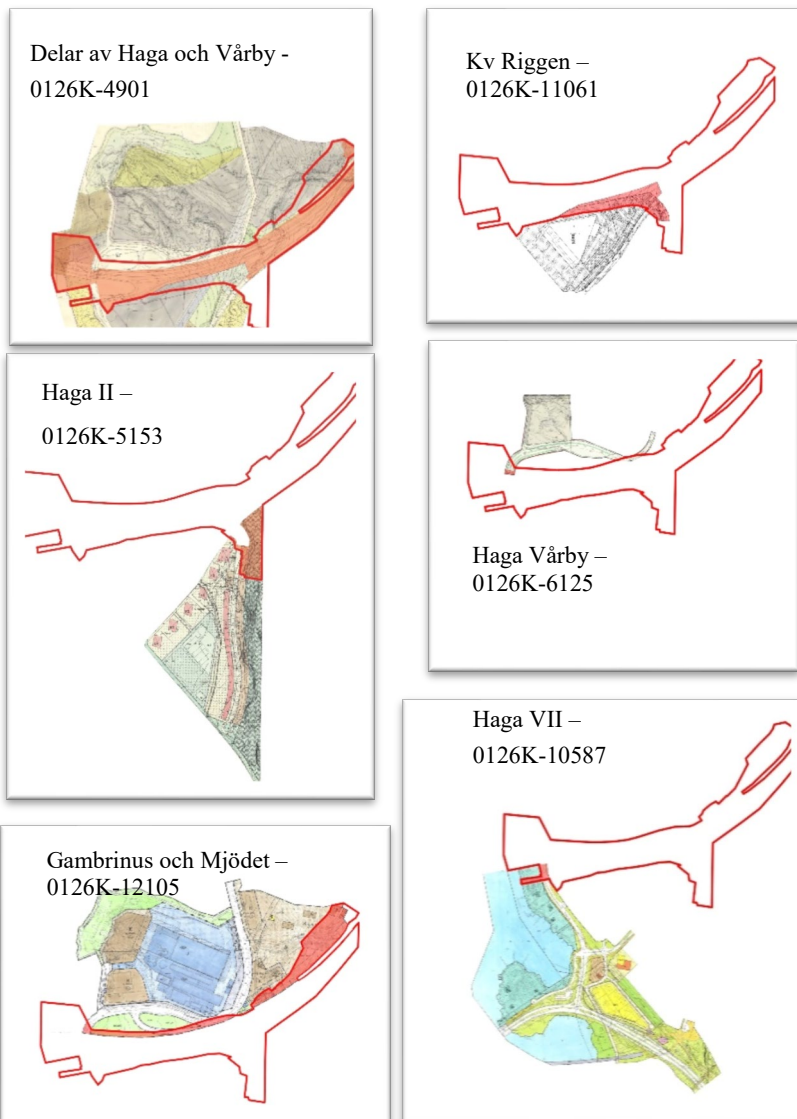 Delar av Haga och Vårby -
0126K-4901
Kv Riggen –
0126K-11061
Haga II –
0126K-5153
Haga Vårby –
0126K-6125
Haga VII –
0126K-10587
Gambrinus och Mjödet –
0126K-12105